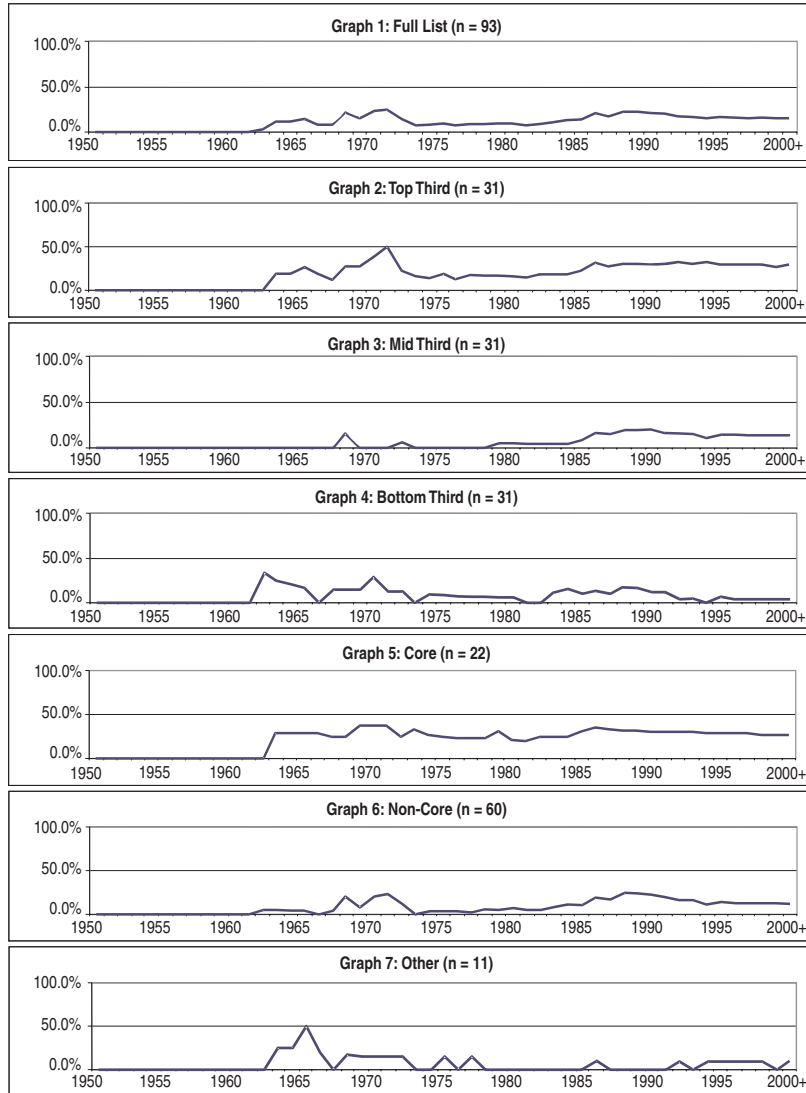 Graph 1: Full List (n = 93)
100.0%
50.0%
0.0%
1950 1955 1960 1965 1970 1975 1980 1985 1990 1995 2000+
Graph 2: Top Third (n = 31)
100.0%
50.0%
0.0%
1950 1955 1960 1965 1970 1975 1980 1985 1990 1995 2000+
Graph 3: Mid Third (n = 31)
100.0%
50.0%
0.0%
1950 1955 1960 1965 1970 1975 1980 1985 1990 1995 2000+
Graph 4: Bottom Third (n = 31)
100.0%
50.0%
0.0%
1950 1955 1960 1965 1970 1975 1980 1985 1990 1995 2000+
Graph 5: Core (n = 22)
100.0%
50.0%
0.0%
1950 1955 1960 1965 1970 1975 1980 1985 1990 1995 2000+
Graph 6: Non-Core (n = 60)
100.0%
50.0%
0.0%
1950 1955 1960 1965 1970 1975 1980 1985 1990 1995 2000+
Graph 7: Other (n = 11)
100.0%
50.0%
0.0%
1950 1955 1960 1965 1970 1975 1980 1985 1990 1995 2000+